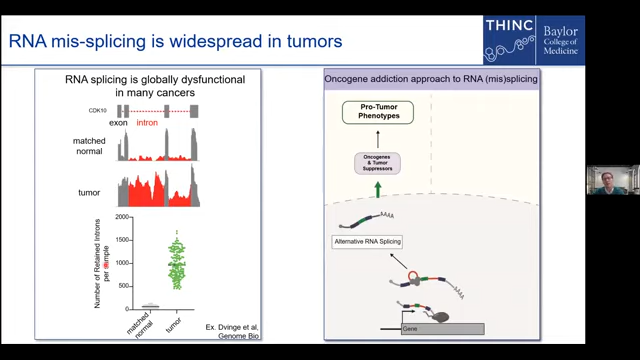 RNA mis-splicing is widespread in tumors
THINC
Baylor
College of
Medicine
RNA splicing is globally dysfunctional
in many cancers
CDK10
exon intron
matched
normal
tumor
Number of Retained Introns
per sample
2000
1500
1000
500
0
matched
normal
tumor
Ex. Dvinge et al,
Genome Bio
Oncogene addiction approach to RNA (mis)splicing
Pro-Tumor
Phenotypes
Oncogenes
& Tumor
Suppressors
AAAA
Alternative RNA Splicing
AAAA
Gene